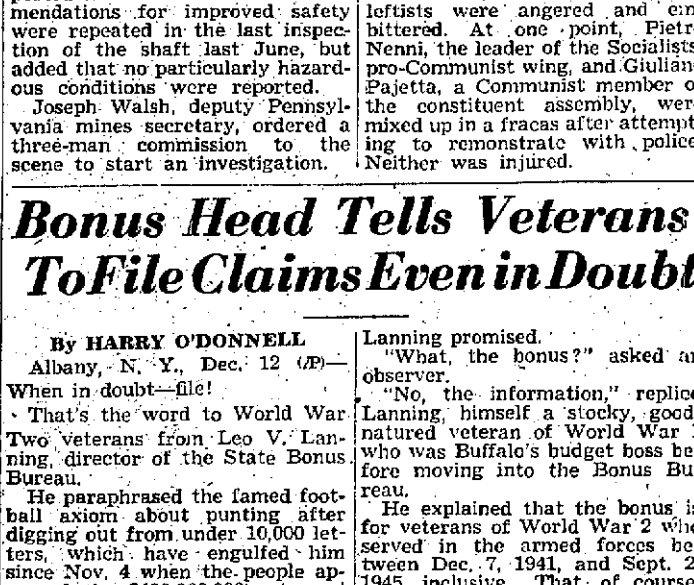 mendations for improved safety
were repeated in the last inspec-
tion of the shaft last June, but
added that no particularly hazard-
ous conditions were reported.
Joseph Walsh, deputy Pennsyl-
vania mines secretary, ordered a
three-man commission to the
scene to start an investigation.
leftists were angered and em
bittered. At one point, Pietr
Nenni, the leader of the Socialists
pro-Communist wing, and Giulian
Pajetta, a Communist member o
the constituent assembly, wer
mixed up in a fracas after attempt
ing to remonstrate with police
Neither was injured.
Bonus Head Tells Veterans
To File Claims Even in Doubt
By HARRY O'DONNELL
Albany, N. Y., Dec. 12 (AP)—
When in doubt—file!
That's the word to World War
Two veterans from Leo V. Lan-
ning, director of the State Bonus
Bureau.
He paraphrased the famed foot-
ball axiom about punting after
digging out from under 10,000 let-
ters, which have engulfed him
since Nov. 4 when the people ap-
Lanning promised.
"What, the bonus?" asked an
observer.
"No, the information," replie
Lanning, himself a stocky, good
natured veteran of World War 1
who was Buffalo's budget boss be
fore moving into the Bonus Bu
reau.
He explained that the bonus is
for veterans of World War 2 who
served in the armed forces be
tween Dec. 7, 1941, and Sept. 2
1945, inclusive. That, of course